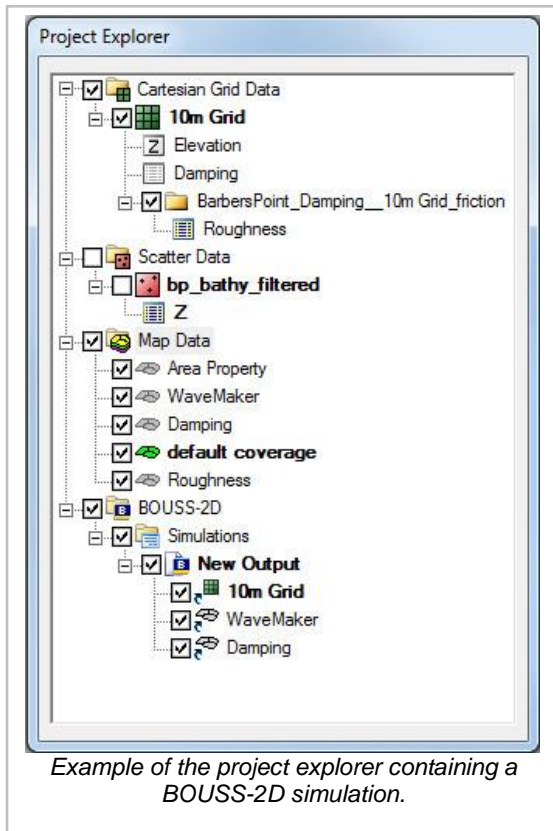 Project Explorer
Cartesian Grid Data
10m Grid
Elevation
Damping
BarbersPoint_Damping__10m Grid_friction
Roughness
Scatter Data
bp_bathy_filtered
Z
Map Data
Area Property
WaveMaker
Damping
default coverage
Roughness
BOUSS-2D
Simulations
New Output
10m Grid
WaveMaker
Damping
Example of the project explorer containing a
BOUSS-2D simulation.